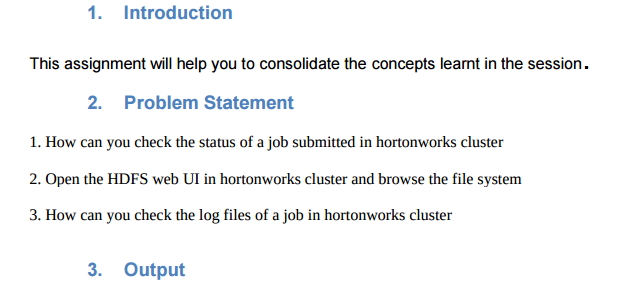 1. Introduction
This assignment will help you to consolidate the concepts learnt in the session.
2. Problem Statement
1. How can you check the status of a job submitted in hortonworks cluster
2. Open the HDFS web UI in hortonworks cluster and browse the file system
3. How can you check the log files of a job in hortonworks cluster
3. Output